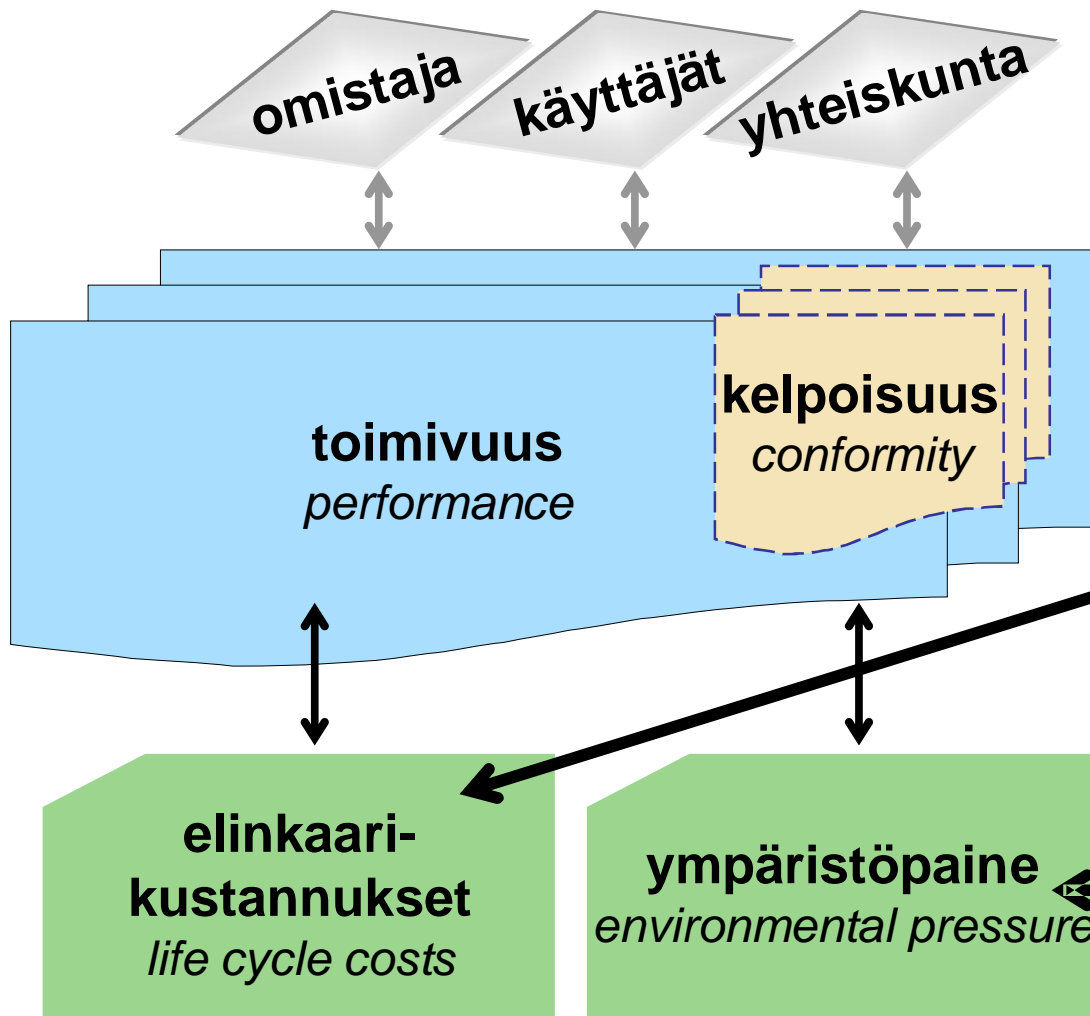 omistaja
käyttäjät
yhteiskunta
toimivuus
performance
kelpoisuus
conformity
elinkaari-
kustannukset
life cycle costs
ympäristöpaine
environmental pressure